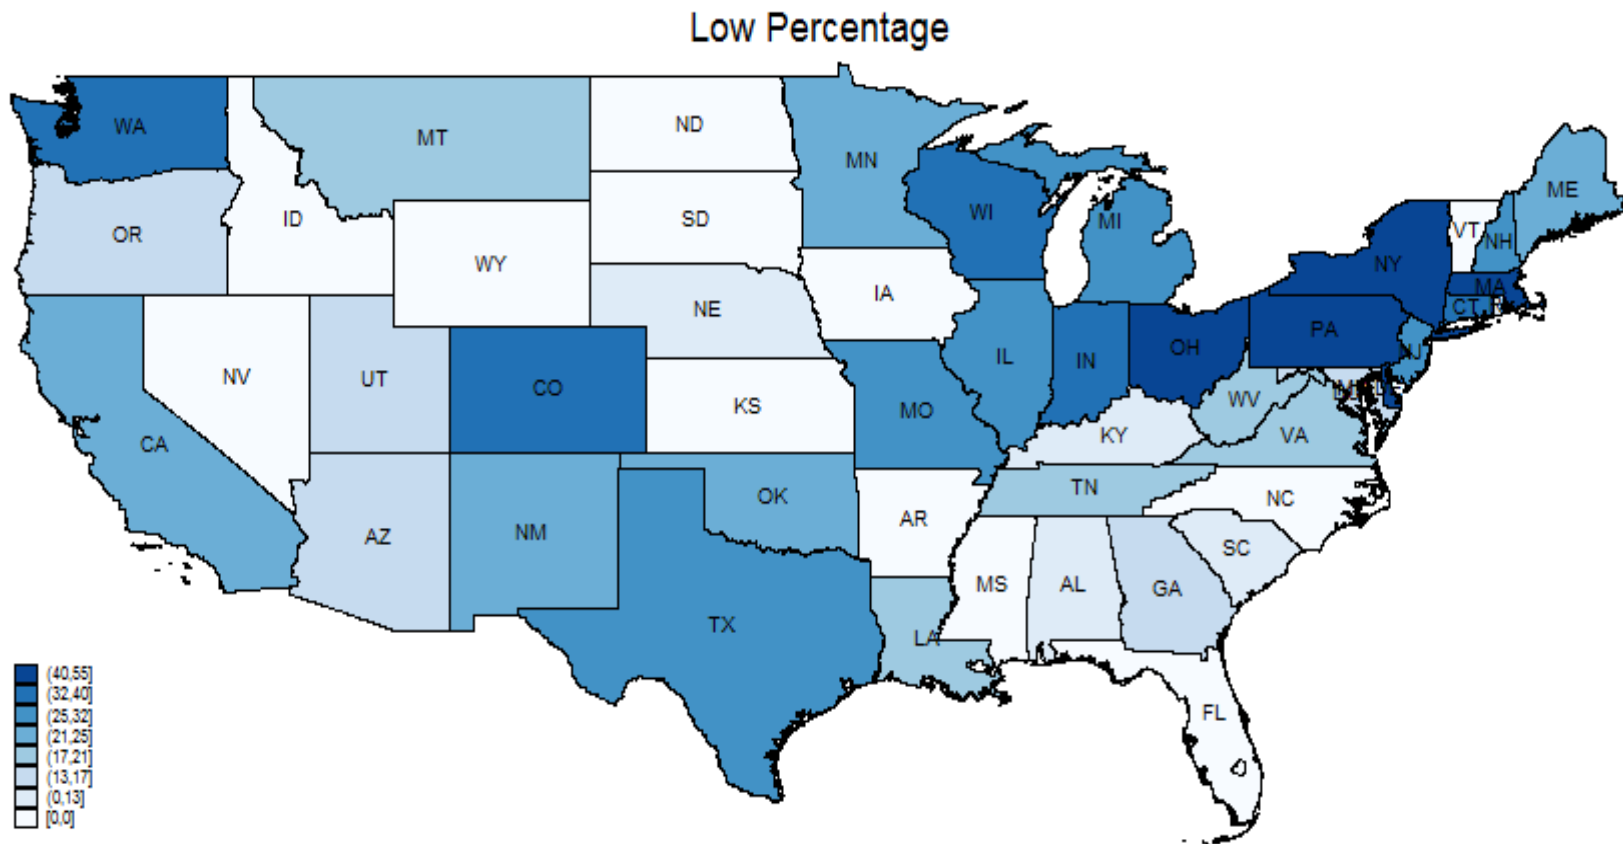 Low Percentage
WA
MT
ND
MN
OR
ID
SD
WI
MI
ME
VT
NH
WY
NY
IA
NE
MA
CT
PA
NV
UT
CO
IL
IN
OH
NJ
KS
MO
WV
CA
KY
VA
OK
TN
NC
AZ
NM
AR
SC
MS
AL
GA
TX
LA
FL
(40,55]
(32,40]
(25,32]
(21,25]
(17,21]
(13,17]
(0,13]
[0,0]